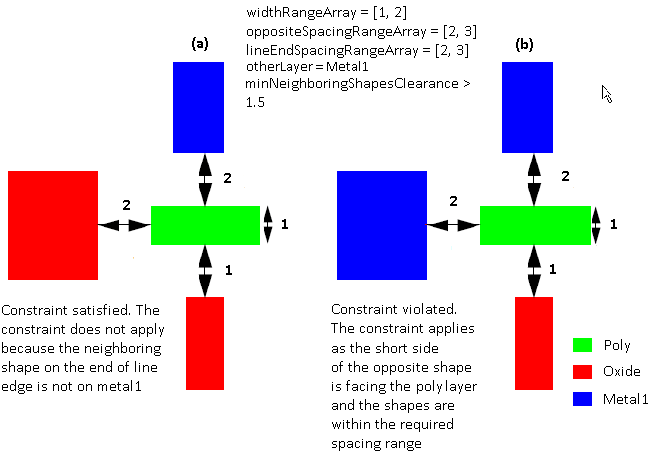 widthRangeArray = [1, 2]
oppositeSpacingRangeArray = [2, 3]
(a)
lineEndSpacingRangeArray = [2, 3]
(b)
otherLayer = Metal1
minNeighboringShapesClearance >
1.5
2
2
2
2
1
1
1
1
Constraint satisfied. The
constraint does not apply
because the neighboring
shape on the end of line
edge is not on metal1
Constraint violated.
The constraint applies
as the short side
of the opposite shape
is facing the poly layer
and the shapes are
within the required
spacing range
Poly
Oxide
Metal1